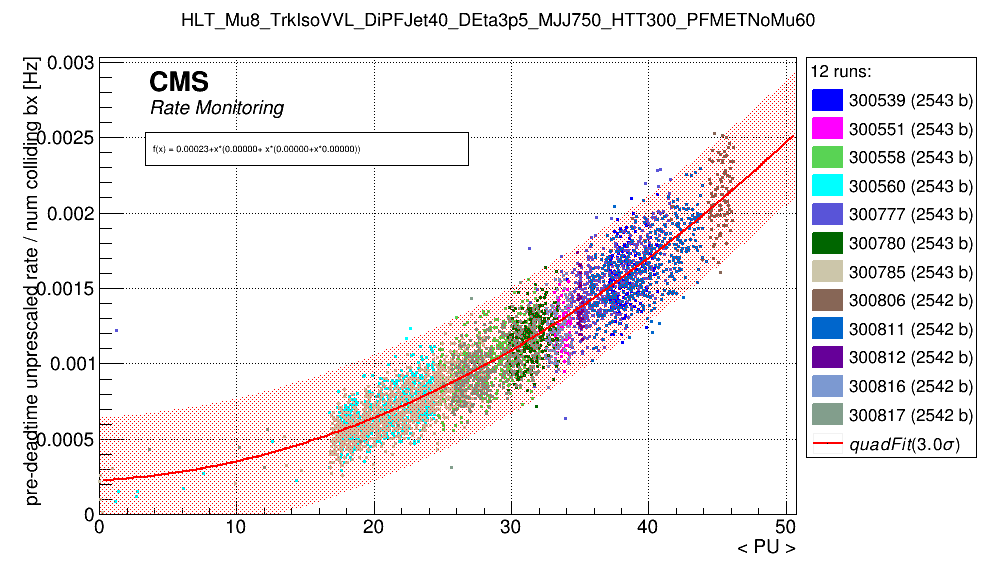 HLT_Mu8_TrkIsoVVL_DiPFJet40_DEta3p5_MJJ750_HTT300_PFMETNoMu60
pre-deadtime unprescaled rate / num colliding bx [Hz]
0.003
0.0025
0.002
0.0015
0.001
0.0005
0
CMS
Rate Monitoring
f(x) = 0.00023+x*(0.00000+ x*(0.00000+x*0.00000))
0 10 20 30 40 50
< PU >
12 runs:
300539 (2543 b)
300551 (2543 b)
300558 (2543 b)
300560 (2543 b)
300777 (2543 b)
300780 (2543 b)
300785 (2543 b)
300806 (2542 b)
300811 (2542 b)
300812 (2542 b)
300816 (2542 b)
300817 (2542 b)
quadFit(3.0σ)